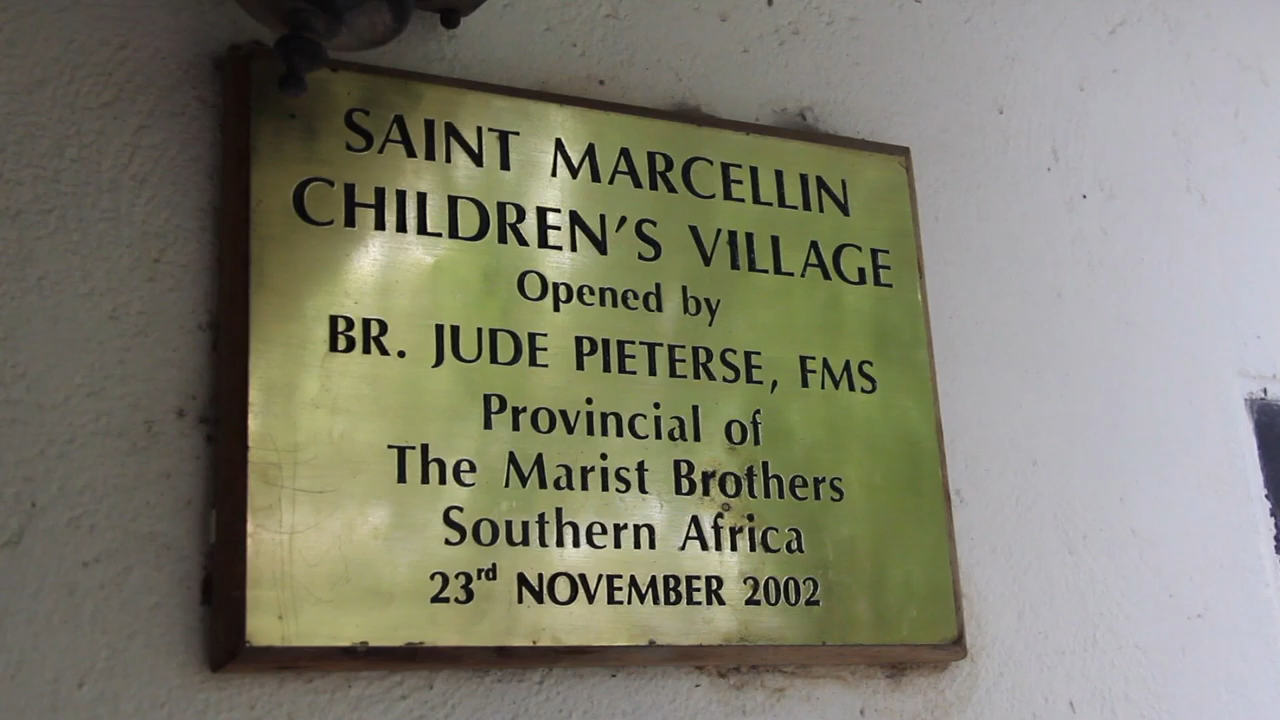 SAINT MARCELLIN
CHILDREN'S VILLAGE
Opened by
BR. JUDE PIETERSE, FMS
Provincial of
The Marist Brothers
Southern Africa
23rd NOVEMBER 2002